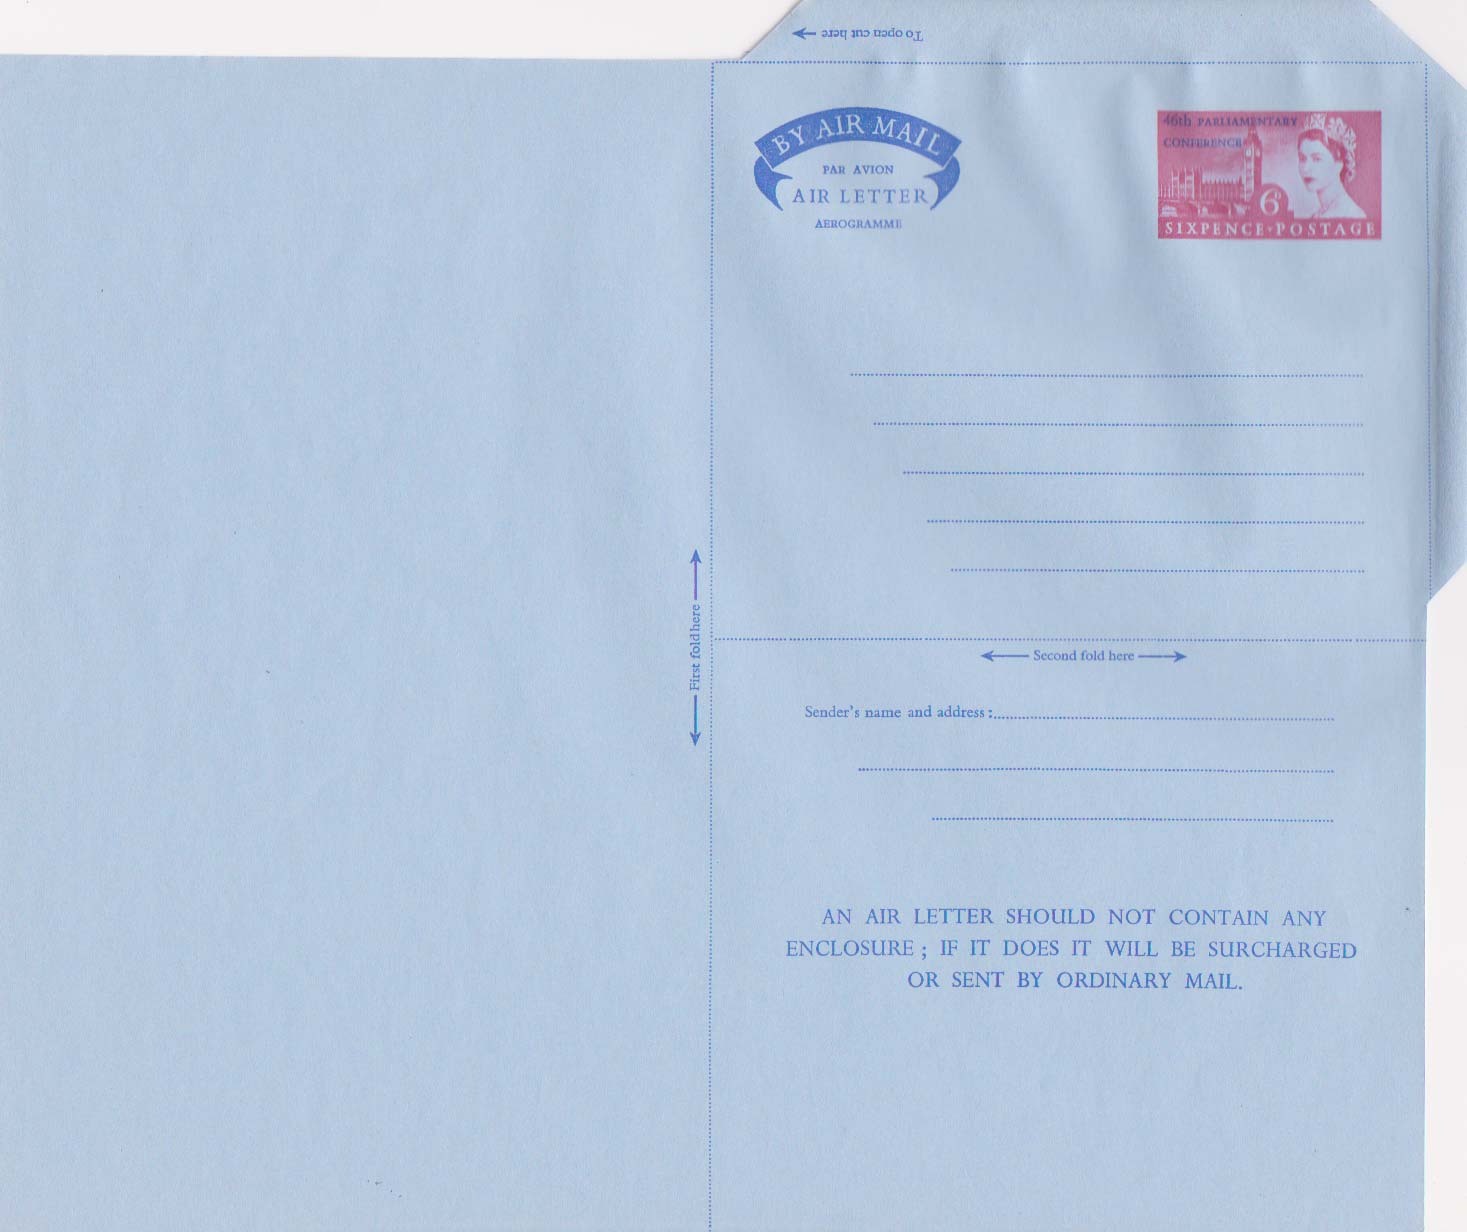 To open cut here
BY AIR MAIL
PAR AVION
AIR LETTER
AEROGRAMME
46th PARLIAMENTARY
CONFERENCE
6D
SIXPENCE·POSTAGE
First fold here
Second fold here
Sender's name and address:
AN AIR LETTER SHOULD NOT CONTAIN ANY
ENCLOSURE; IF IT DOES IT WILL BE SURCHARGED
OR SENT BY ORDINARY MAIL.